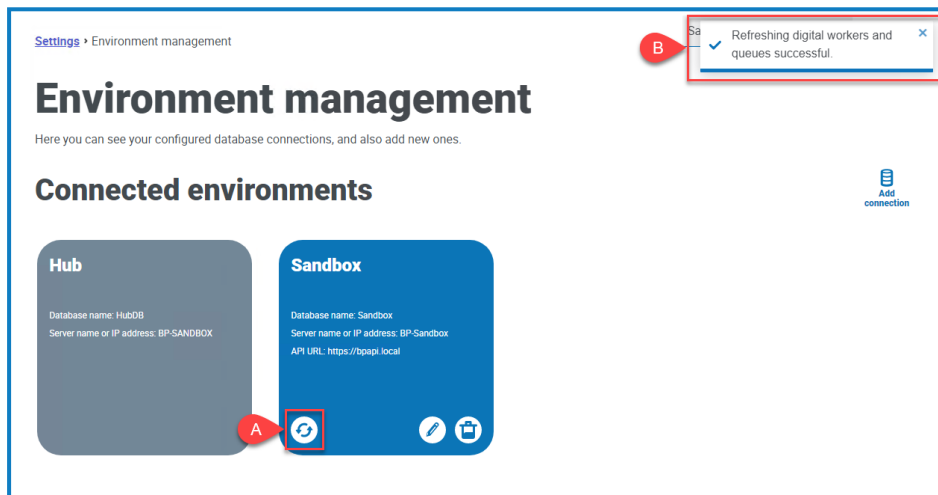 Settings › Environment management
Sa
B
Refreshing digital workers and
queues successful.
Environment management
Here you can see your configured database connections, and also add new ones.
Connected environments
Add
connection
Hub
Database name: HubDB
Server name or IP address: BP-SANDBOX
Sandbox
Database name: Sandbox
Server name or IP address: BP-Sandbox
API URL: https://bpapi.local
A